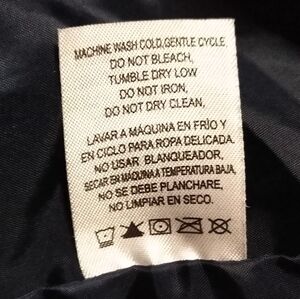 MACHINE WASH COLD,GENTLE CYCLE,
DO NOT BLEACH,
TUMBLE DRY LOW
DO NOT IRON,
DO NOT DRY CLEAN,
LAVAR A MÁQUINA EN FRÍO Y
EN CICLO PARA ROPA DELICADA.
NO USAR BLANQUEADOR,
SECAR EN MÁQUINA A TEMPERATURA BAJA,
NO SE DEBE PLANCHARE,
NO LIMPIAR EN SECO.